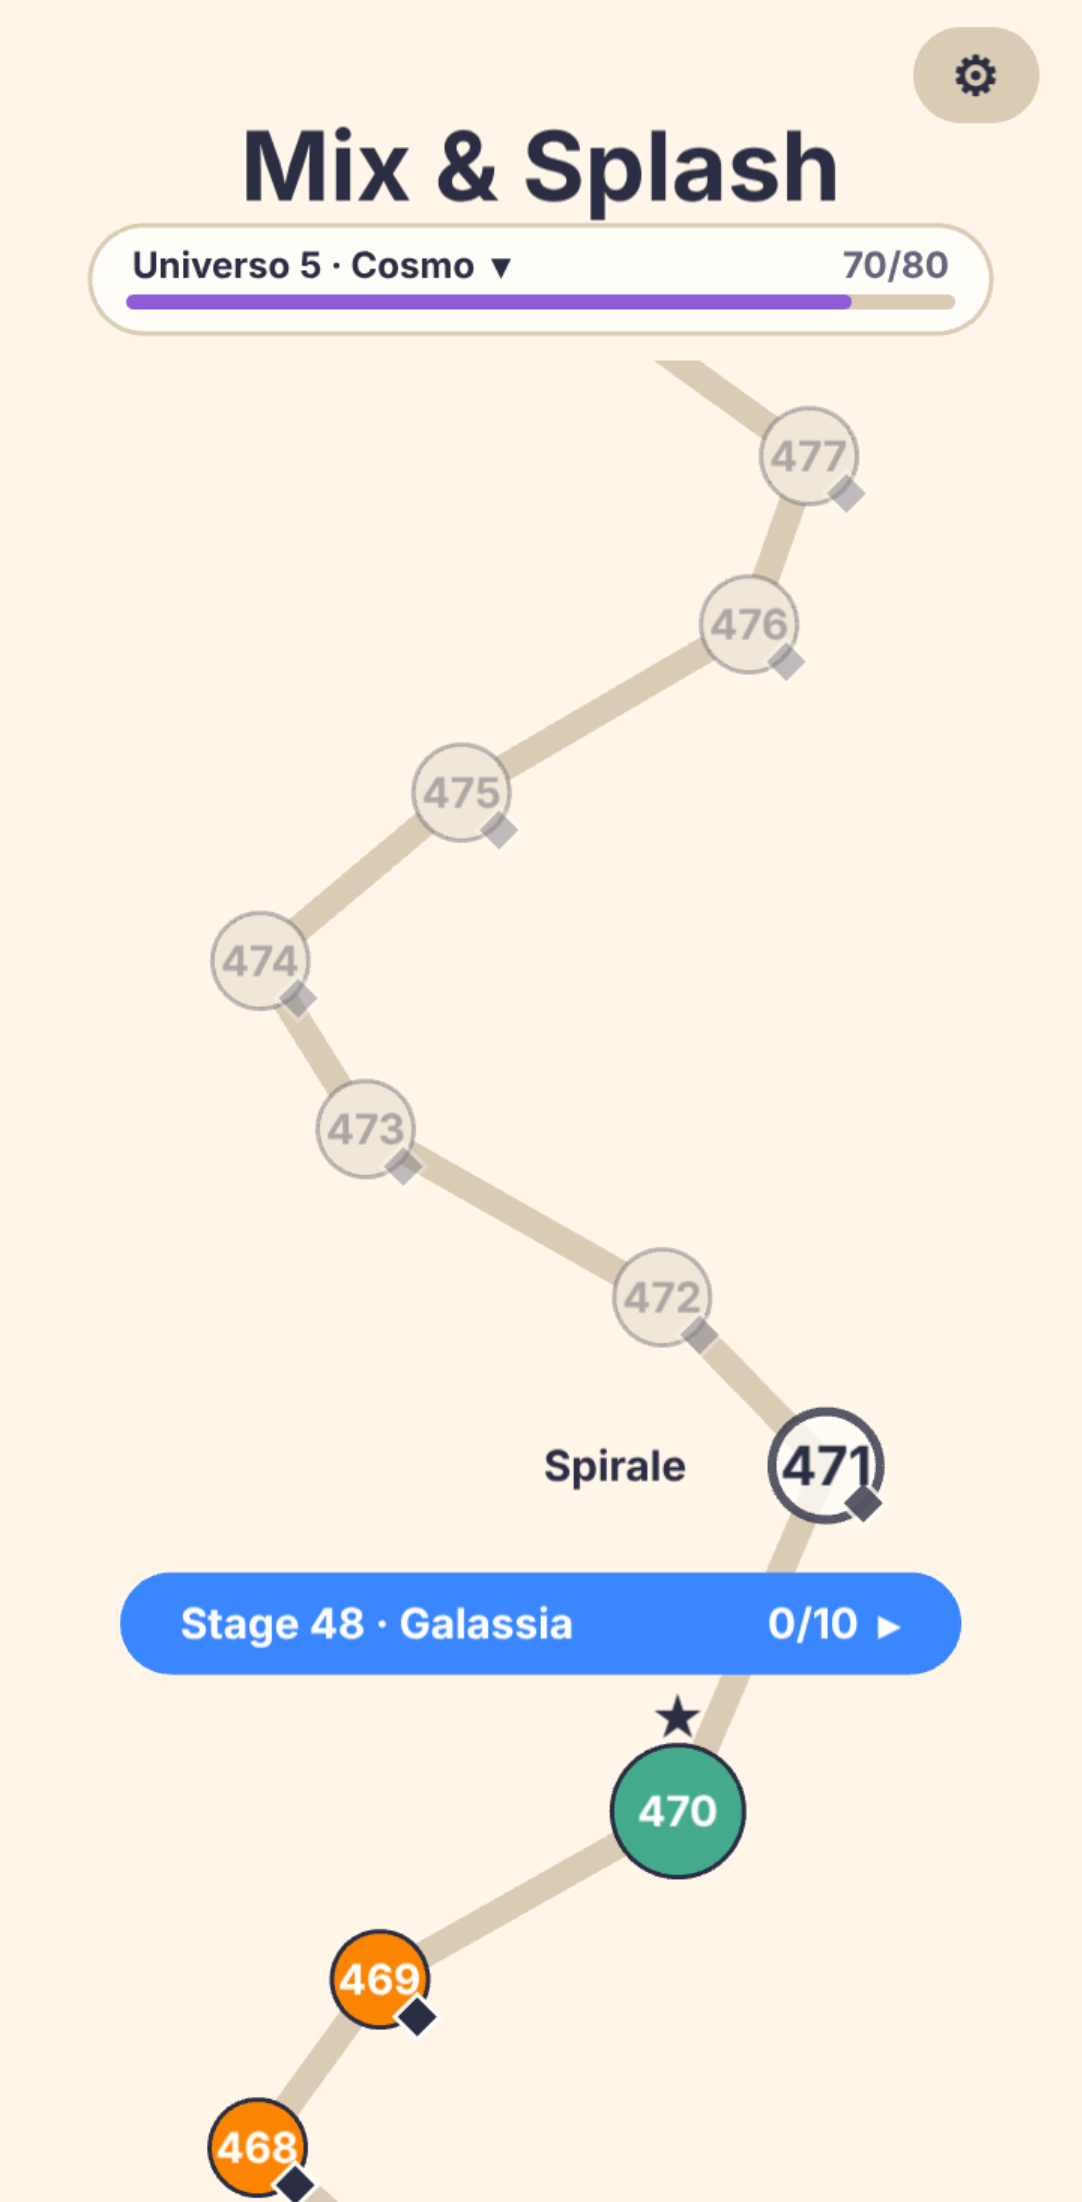 Mix & Splash
Universo 5 · Cosmo ▼ 70/80
477
476
475
474
473
472
Spirale 471
Stage 48 · Galassia 0/10 ►
★
470
469
468